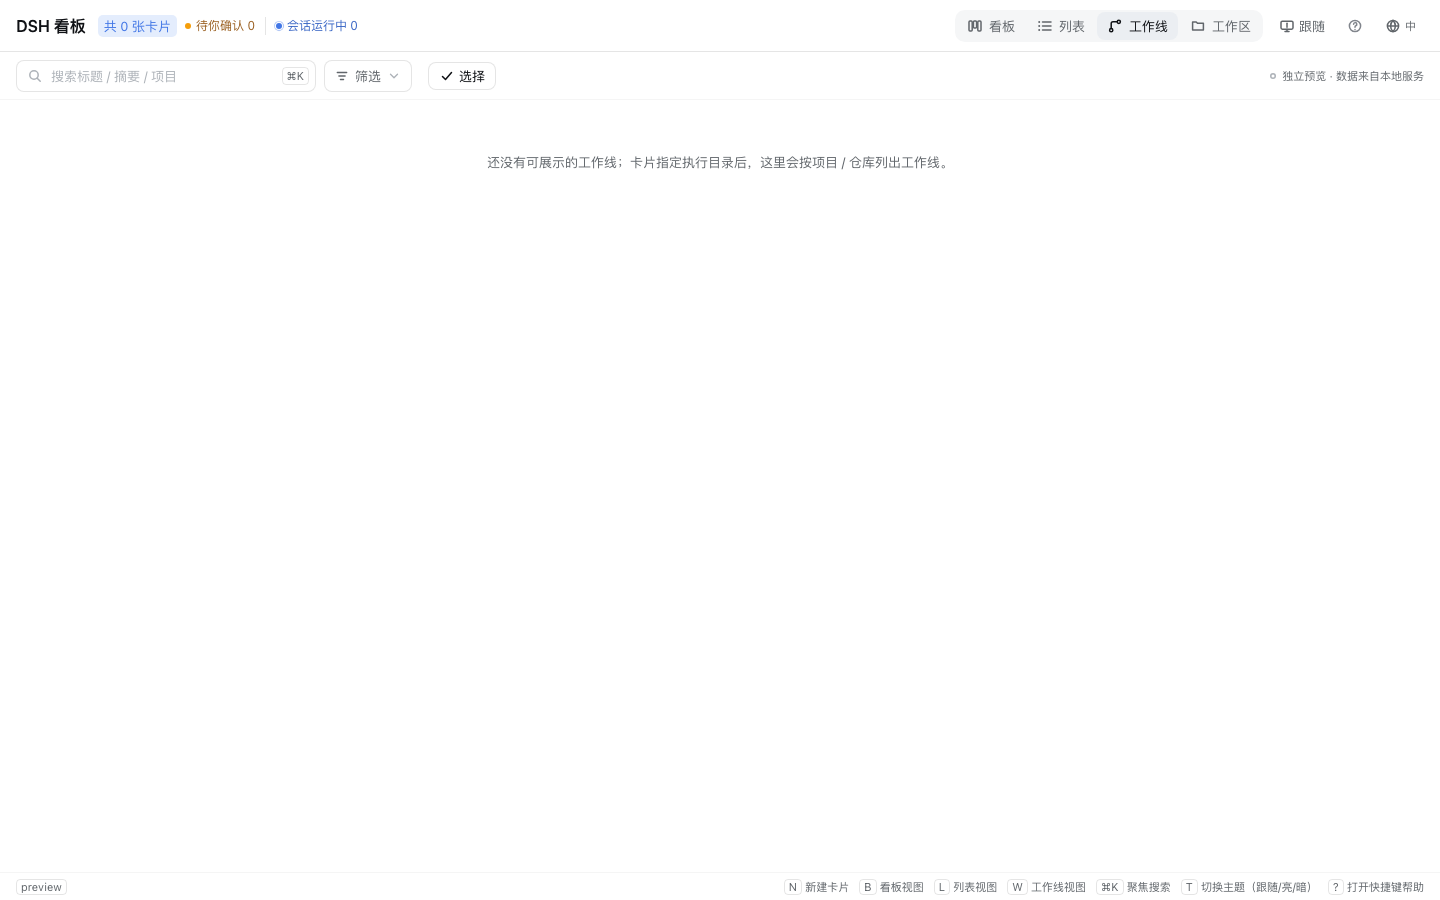 DSH 看板 共 0 张卡片 待你确认 0 会话运行中 0 看板 列表 工作线 工作区 跟随 中
搜索标题 / 摘要 / 项目 ⌘K 筛选 选择 独立预览 · 数据来自本地服务
还没有可展示的工作线；卡片指定执行目录后，这里会按项目 / 仓库列出工作线。
preview N 新建卡片 B 看板视图 L 列表视图 W 工作线视图 ⌘K 聚焦搜索 T 切换主题（跟随/亮/暗） ? 打开快捷键帮助